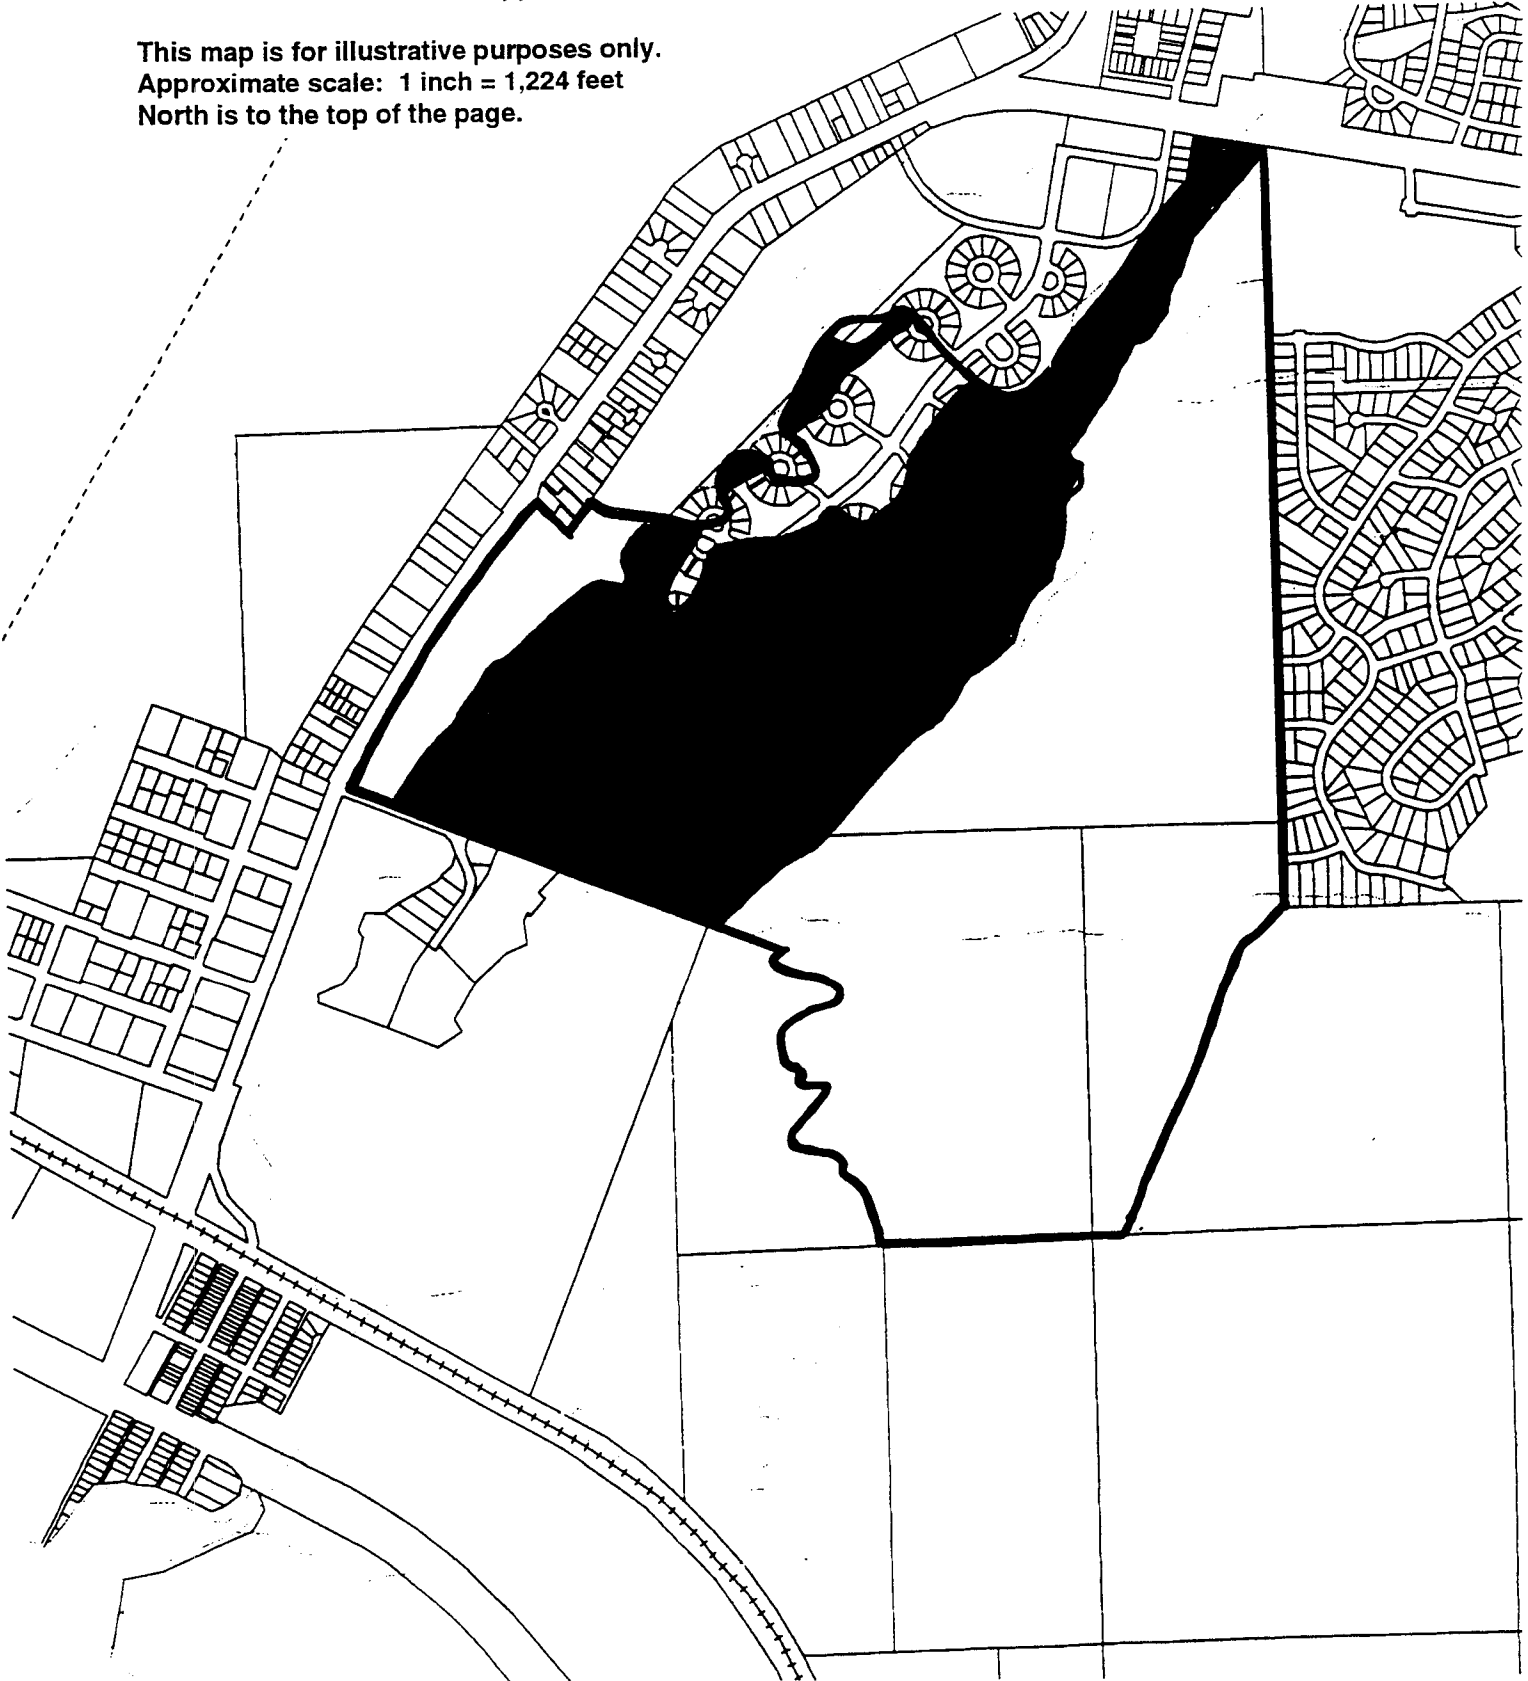 This map is for illustrative purposes only.
Approximate scale: 1 inch = 1,224 feet
North is to the top of the page.